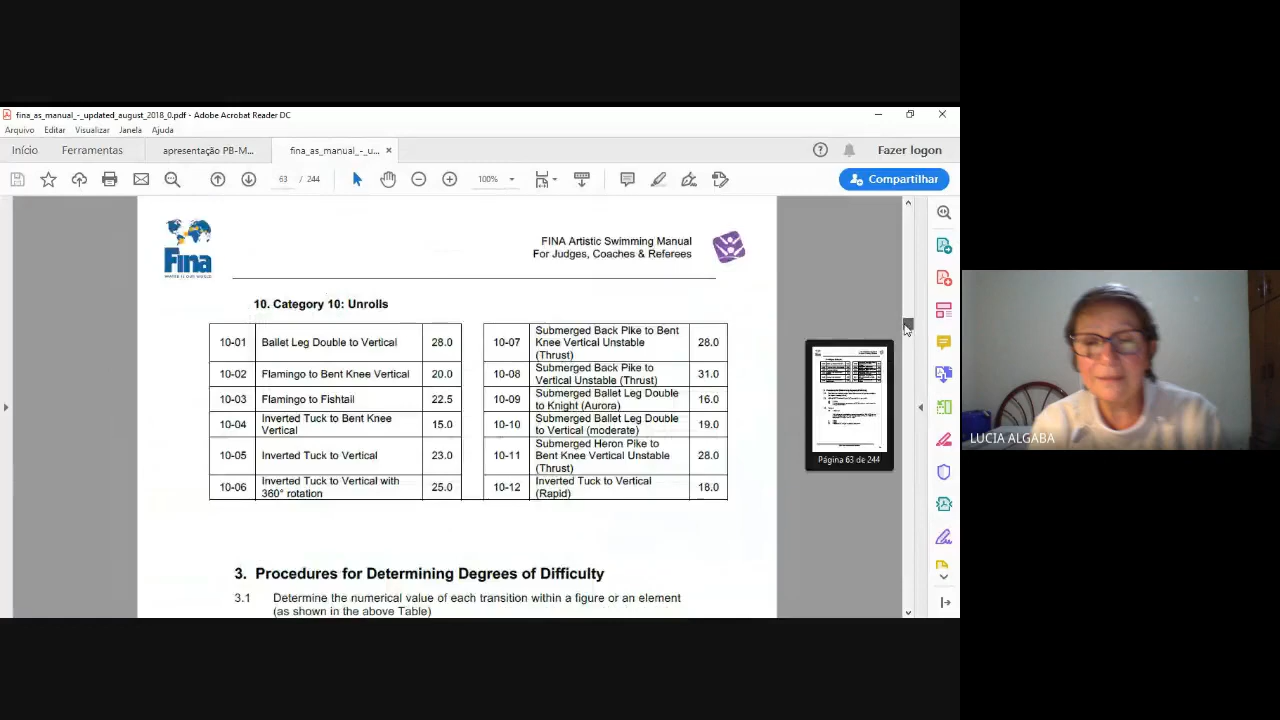 fina_as_manual_-_updated_august_2018_0.pdf - Adobe Acrobat Reader DC
Arquivo Editar Visualizar Janela Ajuda
Início Ferramentas apresentação PB-M... fina_as_manual_-_u... Fazer logon
63 / 244 100% Compartilhar
fina
FINA Artistic Swimming Manual
For Judges, Coaches & Referees
10. Category 10: Unrolls
10-01 Ballet Leg Double to Vertical 28.0
10-02 Flamingo to Bent Knee Vertical 20.0
10-03 Flamingo to Fishtail 22.5
10-04 Inverted Tuck to Bent Knee
Vertical 15.0
10-05 Inverted Tuck to Vertical 23.0
10-06 Inverted Tuck to Vertical with
360° rotation 25.0
10-07 Submerged Back Pike to Bent
Knee Vertical Unstable
(Thrust) 28.0
10-08 Submerged Back Pike to
Vertical Unstable (Thrust) 31.0
10-09 Submerged Ballet Leg Double
to Knight (Aurora) 16.0
10-10 Submerged Ballet Leg Double
to Vertical (moderate) 19.0
10-11 Submerged Heron Pike to
Bent Knee Vertical Unstable
(Thrust) 28.0
10-12 Inverted Tuck to Vertical
(Rapid) 18.0
3. Procedures for Determining Degrees of Difficulty
3.1 Determine the numerical value of each transition within a figure or an element
(as shown in the above Table)
Página 63 de 244
LUCIA ALGABA